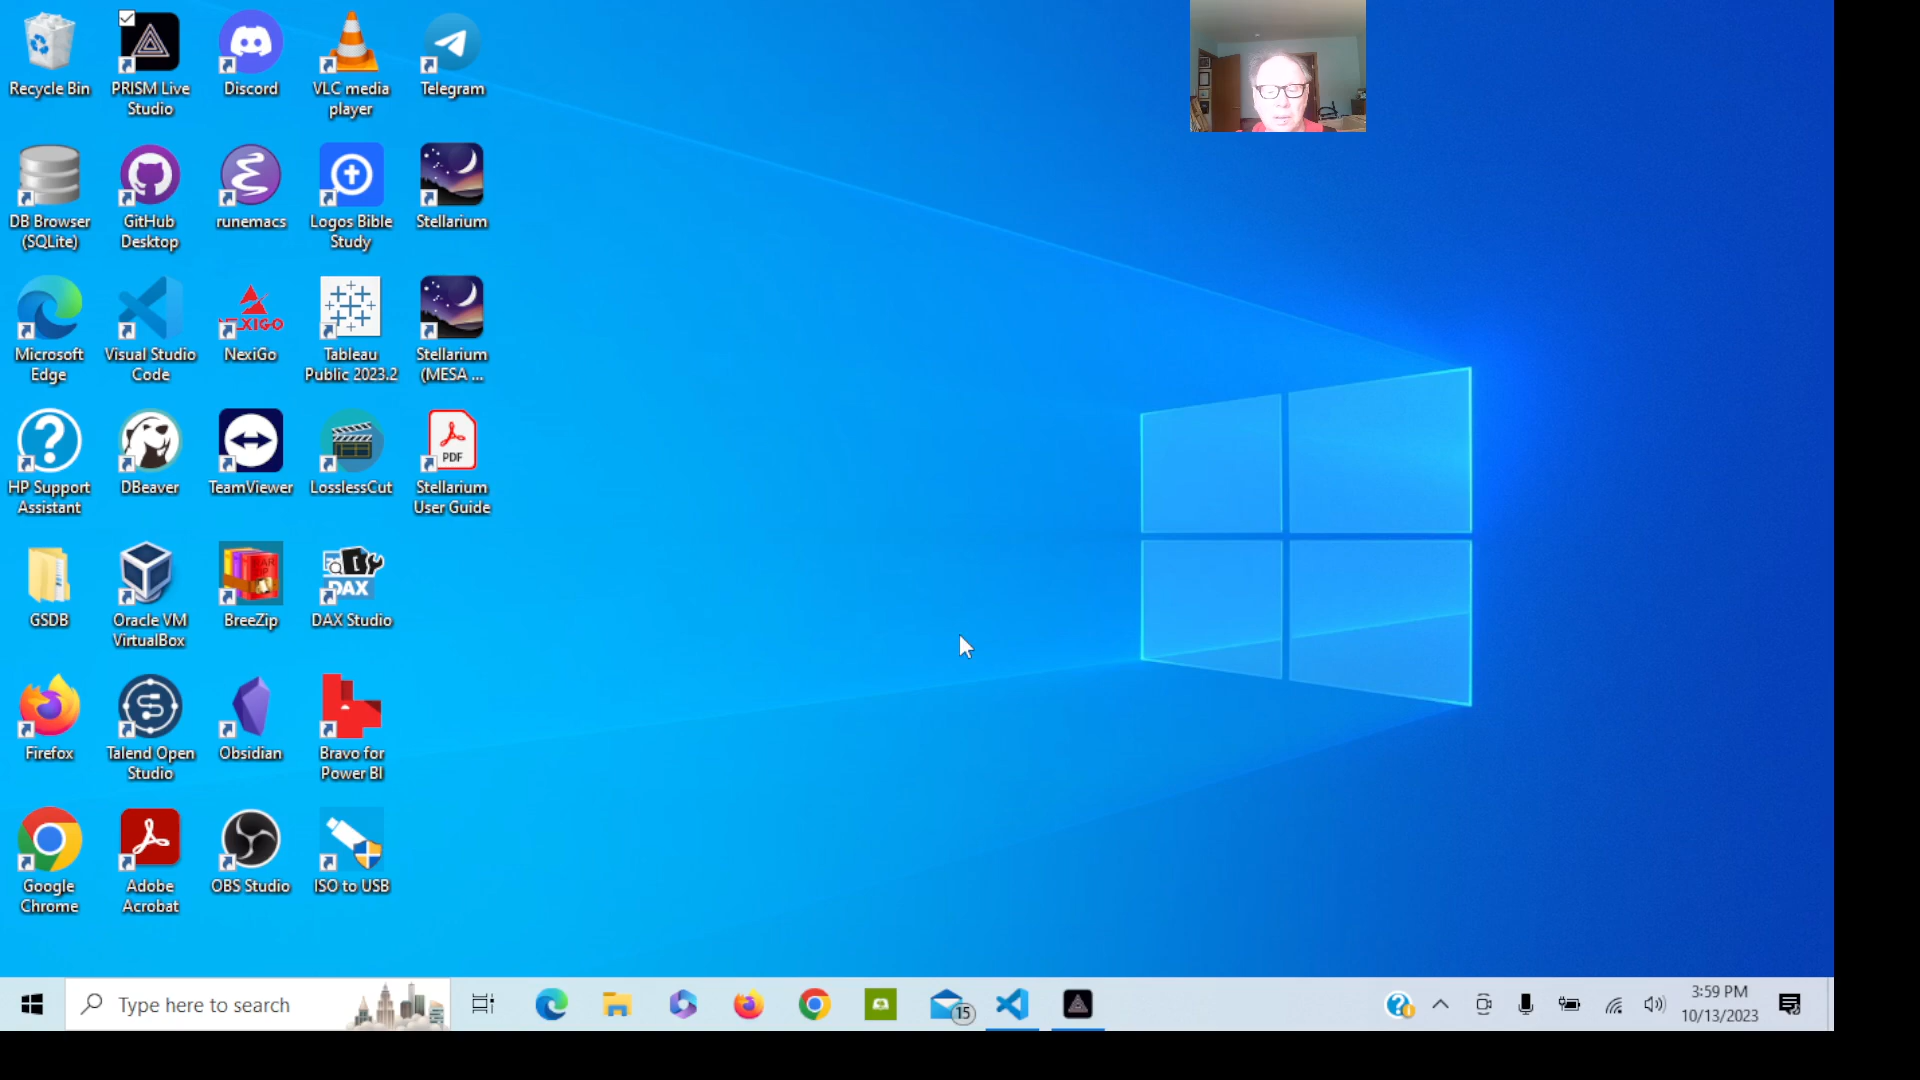 Recycle Bin
PRISM Live
Studio
Discord
VLC media
player
Telegram
DB Browser
(SQLite)
GitHub
Desktop
runemacs
Logos Bible
Study
Stellarium
Microsoft
Edge
Visual Studio
Code
NEXIGO
NexiGo
Tableau
Public 2023.2
Stellarium
(MESA ...
HP Support
Assistant
DBeaver
TeamViewer
LosslessCut
PDF
Stellarium
User Guide
GSDB
Oracle VM
VirtualBox
BreeZip
DAX
DAX Studio
Firefox
Talend Open
Studio
Obsidian
Bravo for
Power BI
Google
Chrome
Adobe
Acrobat
OBS Studio
ISO to USB
Type here to search
15
3:59 PM
10/13/2023